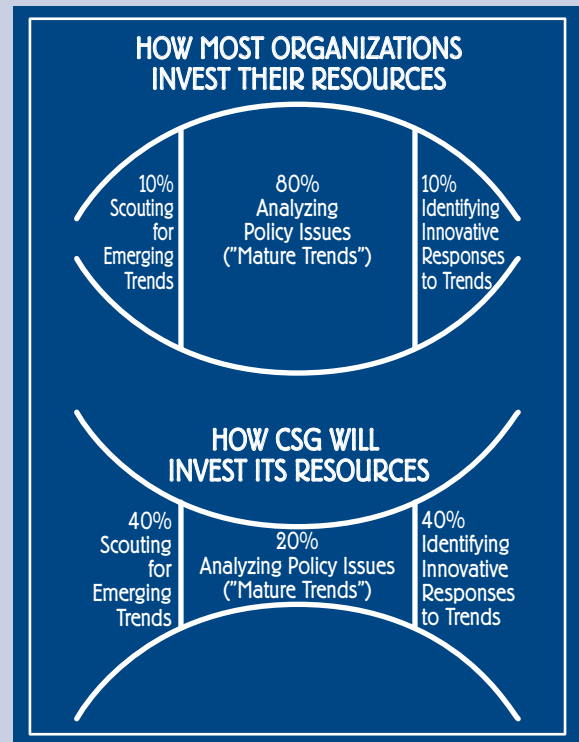 HOW MOST ORGANIZATIONS
INVEST THEIR RESOURCES
10%
Scouting
for
Emerging
Trends
80%
Analyzing
Policy Issues
("Mature Trends")
10%
Identifying
Innovative
Responses
to Trends
HOW CSG WILL
INVEST ITS RESOURCES
40%
Scouting
for
Emerging
Trends
20%
Analyzing Policy Issues
("Mature Trends")
40%
Identifying
Innovative
Responses
to Trends